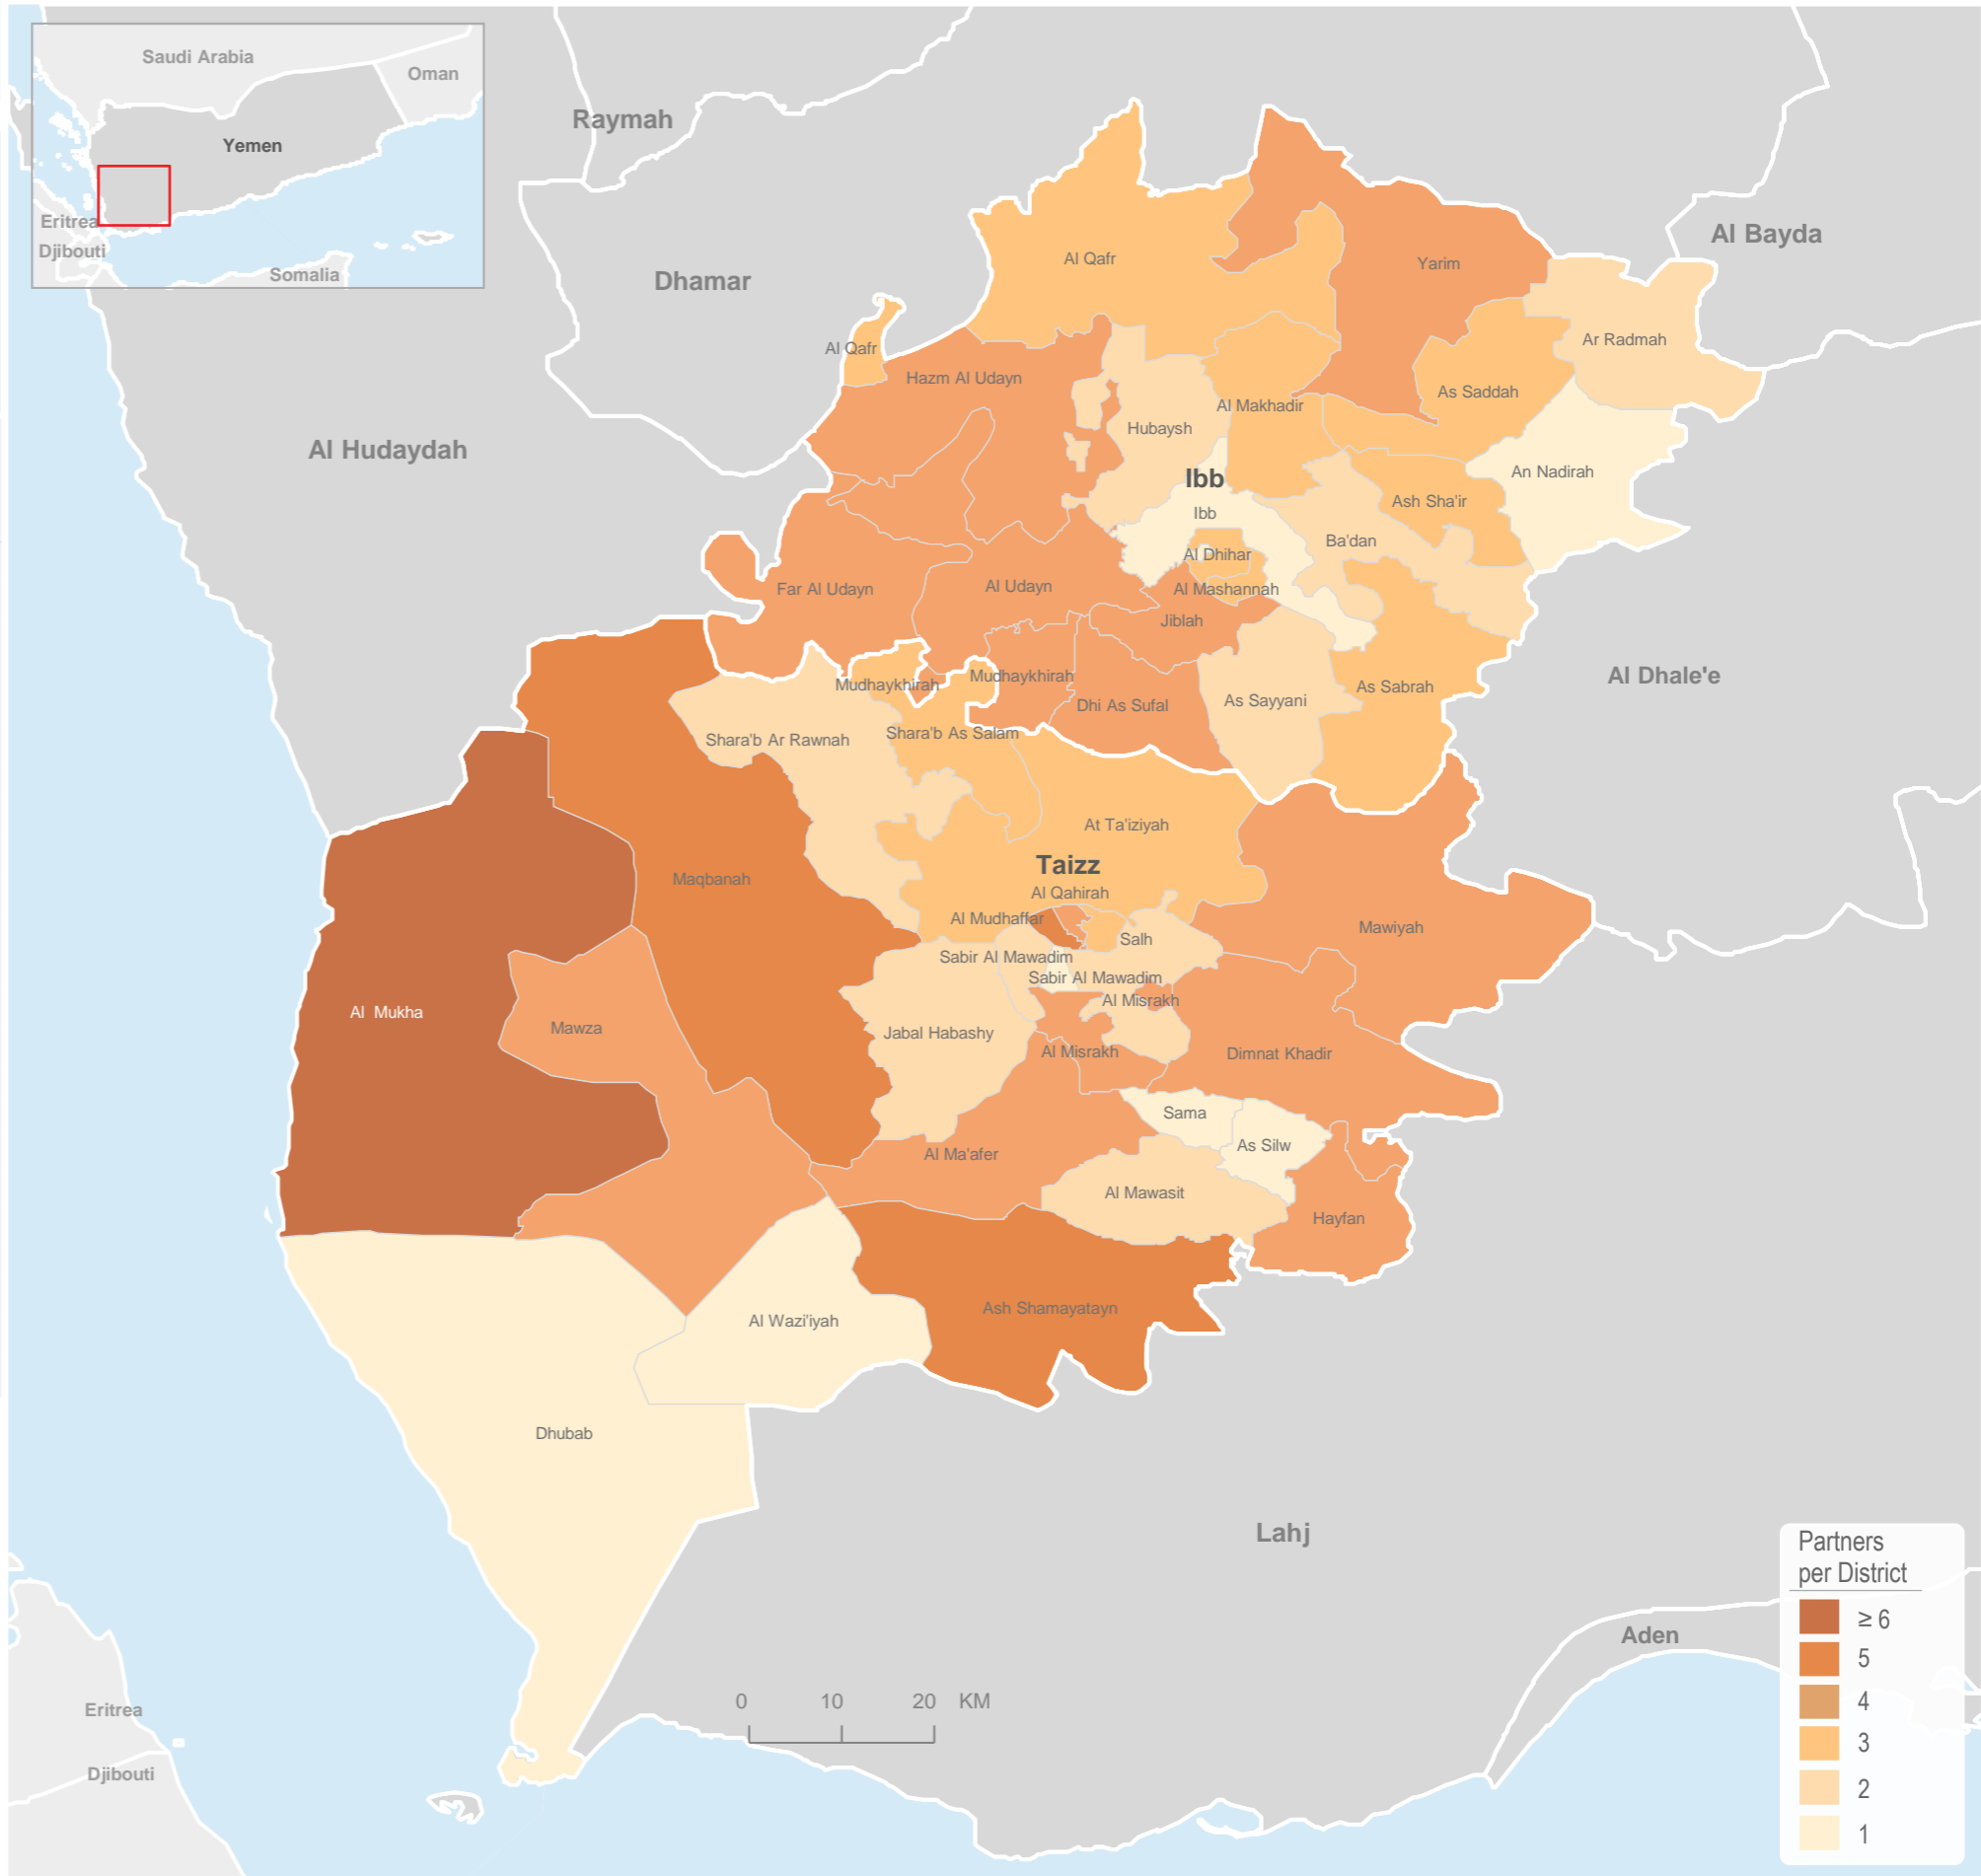 Saudi Arabia
Oman
Yemen
Eritrea
Djibouti
Somalia
Raymah
Dhamar
Al Bayda
Al Hudaydah
Al Dhale'e
Lahj
Aden
Eritrea
Djibouti
Al Qafr
Yarim
Al Qafr
Hazm Al Udayn
Ar Radmah
As Saddah
Al Makhadir
Hubaysh
An Nadirah
Ibb
Ibb
Ash Sha'ir
Ba'dan
Al Dhihar
Far Al Udayn
Al Udayn
Al Mashannah
Jiblah
Mudhaykhirah
Mudhaykhirah
Dhi As Sufal
As Sayyani
As Sabrah
Shara'b Ar Rawnah
Shara'b As Salam
At Ta'iziyah
Taizz
Maqbanah
Al Qahirah
Al Mudhaffar
Salh
Mawiyah
Sabir Al Mawadim
Sabir Al Mawadim
Al Misrakh
Al Mukha
Mawza
Jabal Habashy
Al Misrakh
Dimnat Khadir
Sama
As Silw
Al Ma'afer
Al Mawasit
Hayfan
Ash Shamayatayn
Al Wazi'iyah
Dhubab
0 10 20 KM
Partners
per District
≥ 6
5
4
3
2
1